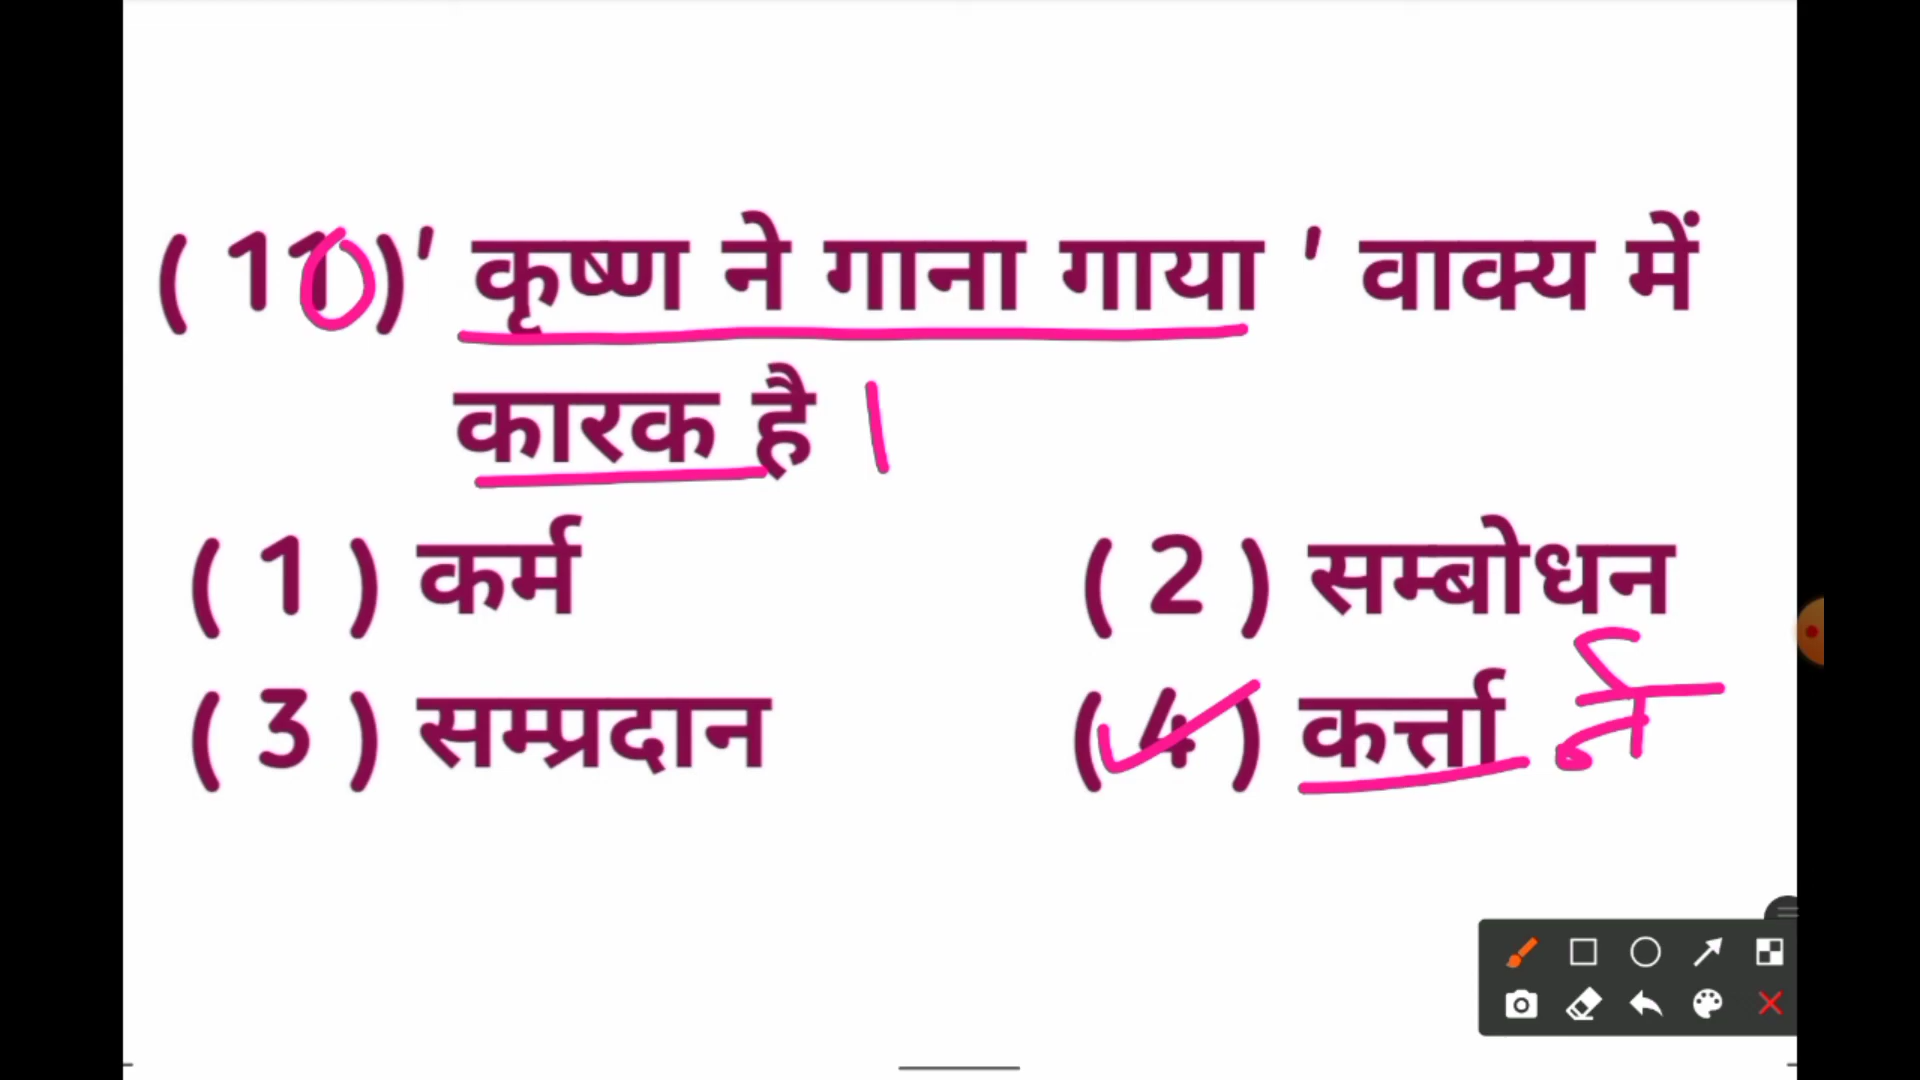 ( 11 )' कृष्ण ने गाना गाया ' वाक्य में
कारक है ।
( 1 ) कर्म ( 2 ) सम्बोधन
( 3 ) सम्प्रदान ( 4 ) कर्त्ता ने